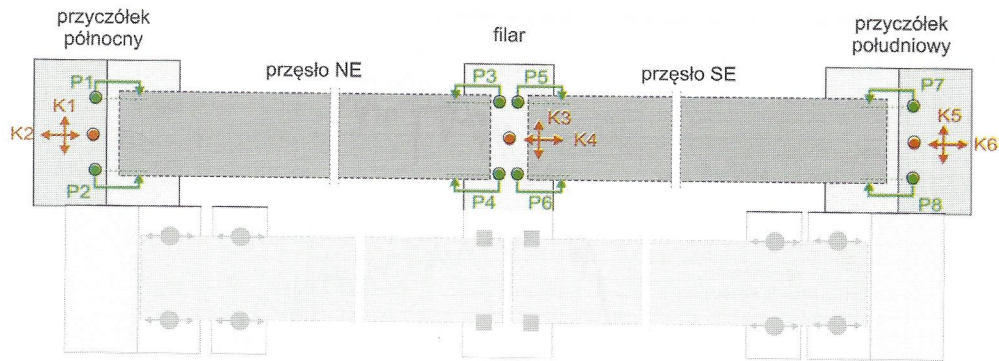 przyczółek
północny
filar
przyczółek
południowy
przęsło NE
przęsło SE
P1
P3
P5
P7
K1
K2
K3
K4
K5
K6
P2
P4
P6
P8